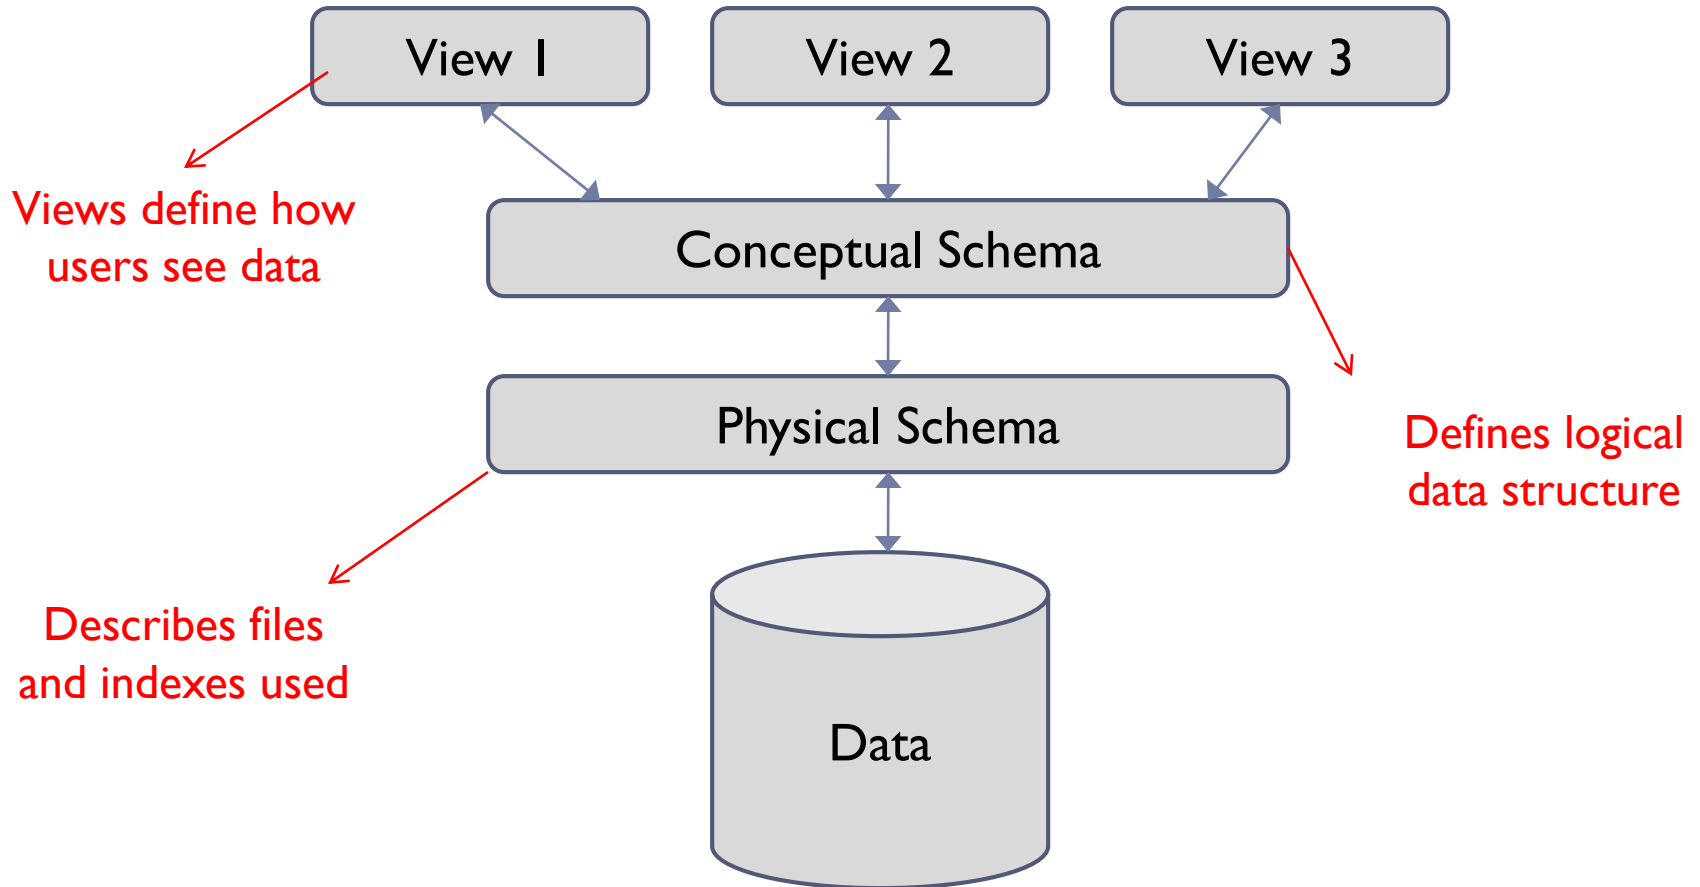 View 1
View 2
View 3
Views define how
users see data
Conceptual Schema
Physical Schema
Defines logical
data structure
Describes files
and indexes used
Data